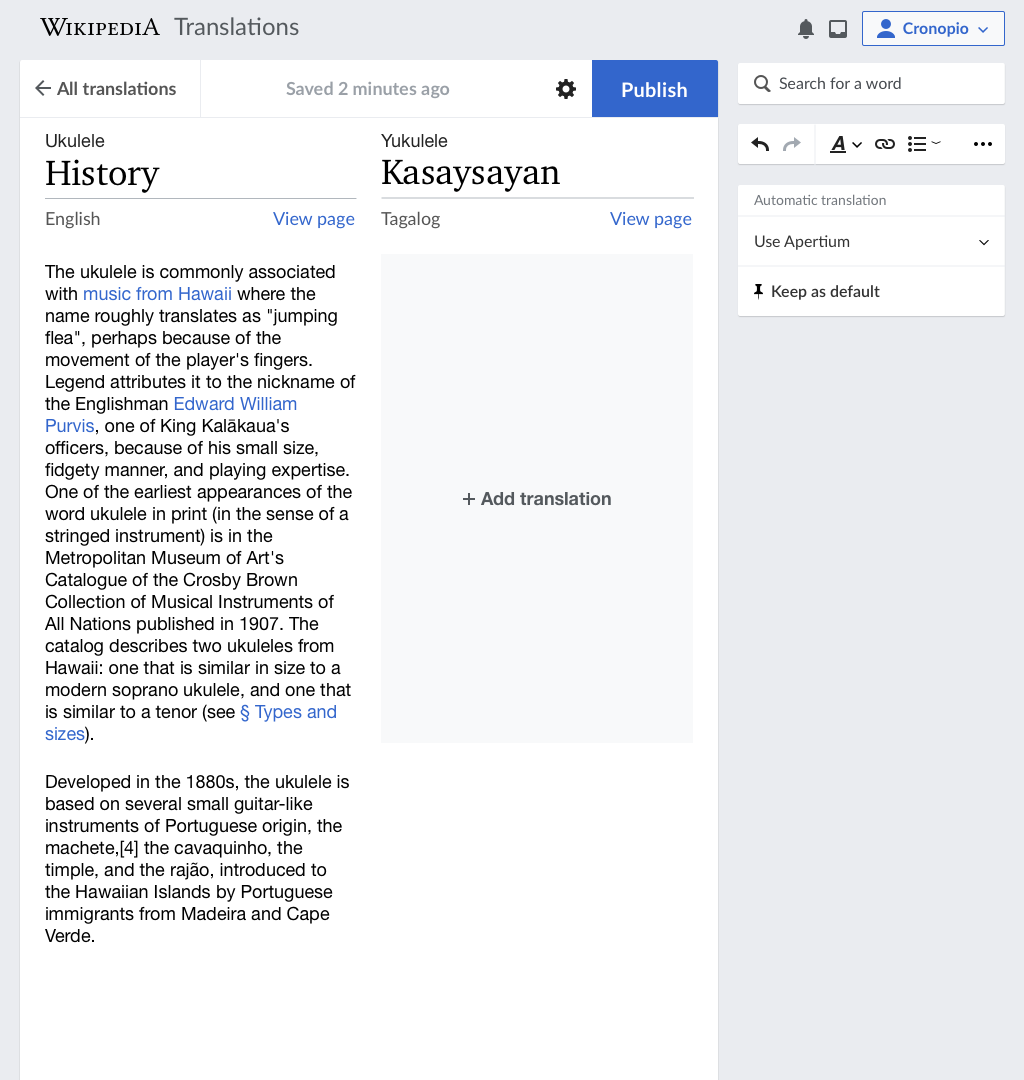 WIKIPEDIA Translations
Cronopio
All translations
Saved 2 minutes ago
Publish
Ukulele
History
English
View page
The ukulele is commonly associated
with music from Hawaii where the
name roughly translates as "jumping
flea", perhaps because of the
movement of the player's fingers.
Legend attributes it to the nickname of
the Englishman Edward William
Purvis, one of King Kalākaua's
officers, because of his small size,
fidgety manner, and playing expertise.
One of the earliest appearances of the
word ukulele in print (in the sense of a
stringed instrument) is in the
Metropolitan Museum of Art's
Catalogue of the Crosby Brown
Collection of Musical Instruments of
All Nations published in 1907. The
catalog describes two ukuleles from
Hawaii: one that is similar in size to a
modern soprano ukulele, and one that
is similar to a tenor (see § Types and
sizes).
Developed in the 1880s, the ukulele is
based on several small guitar-like
instruments of Portuguese origin, the
machete,[4] the cavaquinho, the
timple, and the rajão, introduced to
the Hawaiian Islands by Portuguese
immigrants from Madeira and Cape
Verde.
Yukulele
Kasaysayan
Tagalog
View page
+ Add translation
Search for a word
A
Automatic translation
Use Apertium
Keep as default